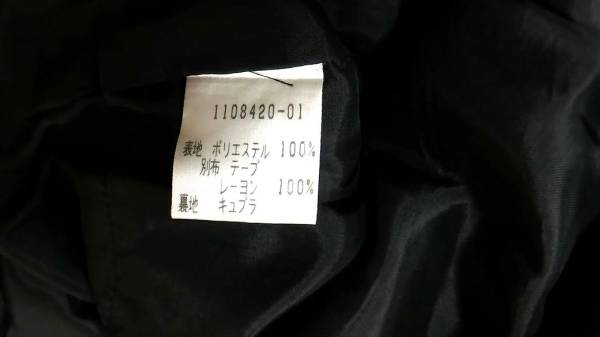 1108420-01
表地 ポリエステル 100%
別布 テープ
レーヨン 100%
裏地 キュプラ